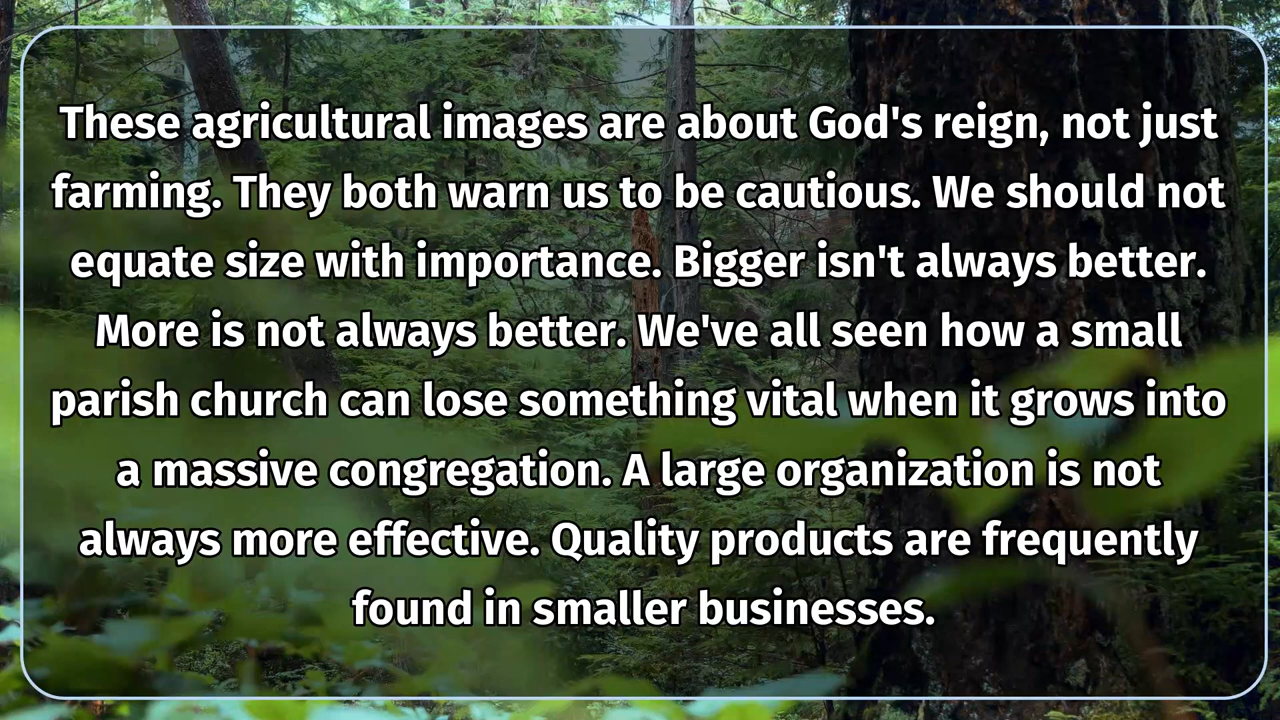 These agricultural images are about God's reign, not just
farming. They both warn us to be cautious. We should not
equate size with importance. Bigger isn't always better.
More is not always better. We've all seen how a small
parish church can lose something vital when it grows into
a massive congregation. A large organization is not
always more effective. Quality products are frequently
found in smaller businesses.